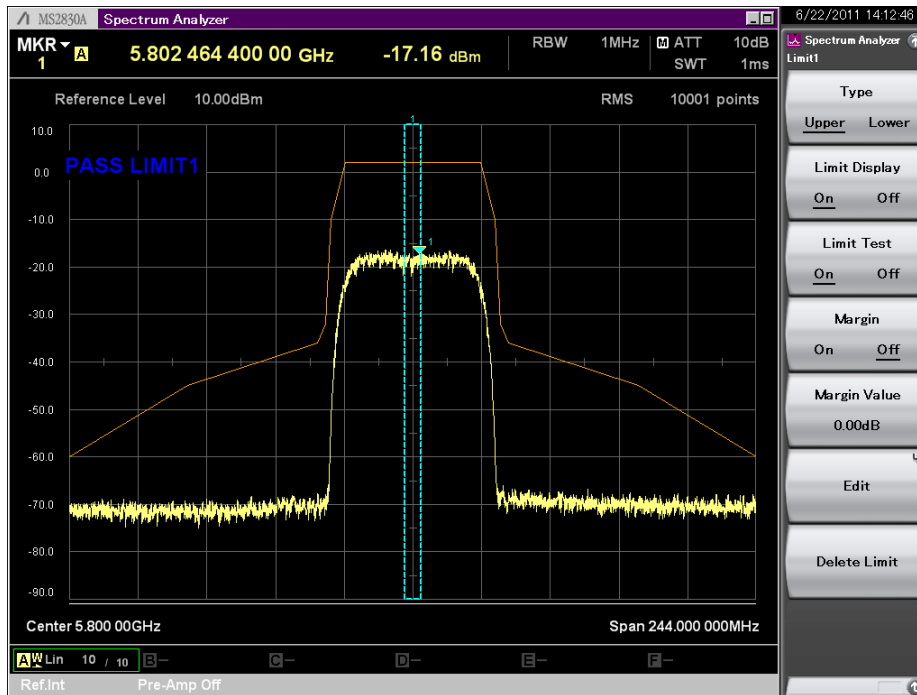 MS2830A Spectrum Analyzer
6/22/2011 14:12:46
MKR A 5.802 464 400 00 GHz -17.16 dBm
1
RBW 1MHz M ATT 10dB
SWT 1ms
Reference Level 10.00dBm RMS 10001 points
10.0
0.0
-10.0
-20.0
-30.0
-40.0
-50.0
-60.0
-70.0
-80.0
-90.0
PASS LIMIT1
1
1
Center 5.800 00GHz Span 244.000 000MHz
A W Lin 10 / 10 B- C- D- E- F-
Ref.Int Pre-Amp Off
Spectrum Analyzer
Limit1
Type
Upper Lower
Limit Display
On Off
Limit Test
On Off
Margin
On Off
Margin Value
0.00dB
Edit
Delete Limit